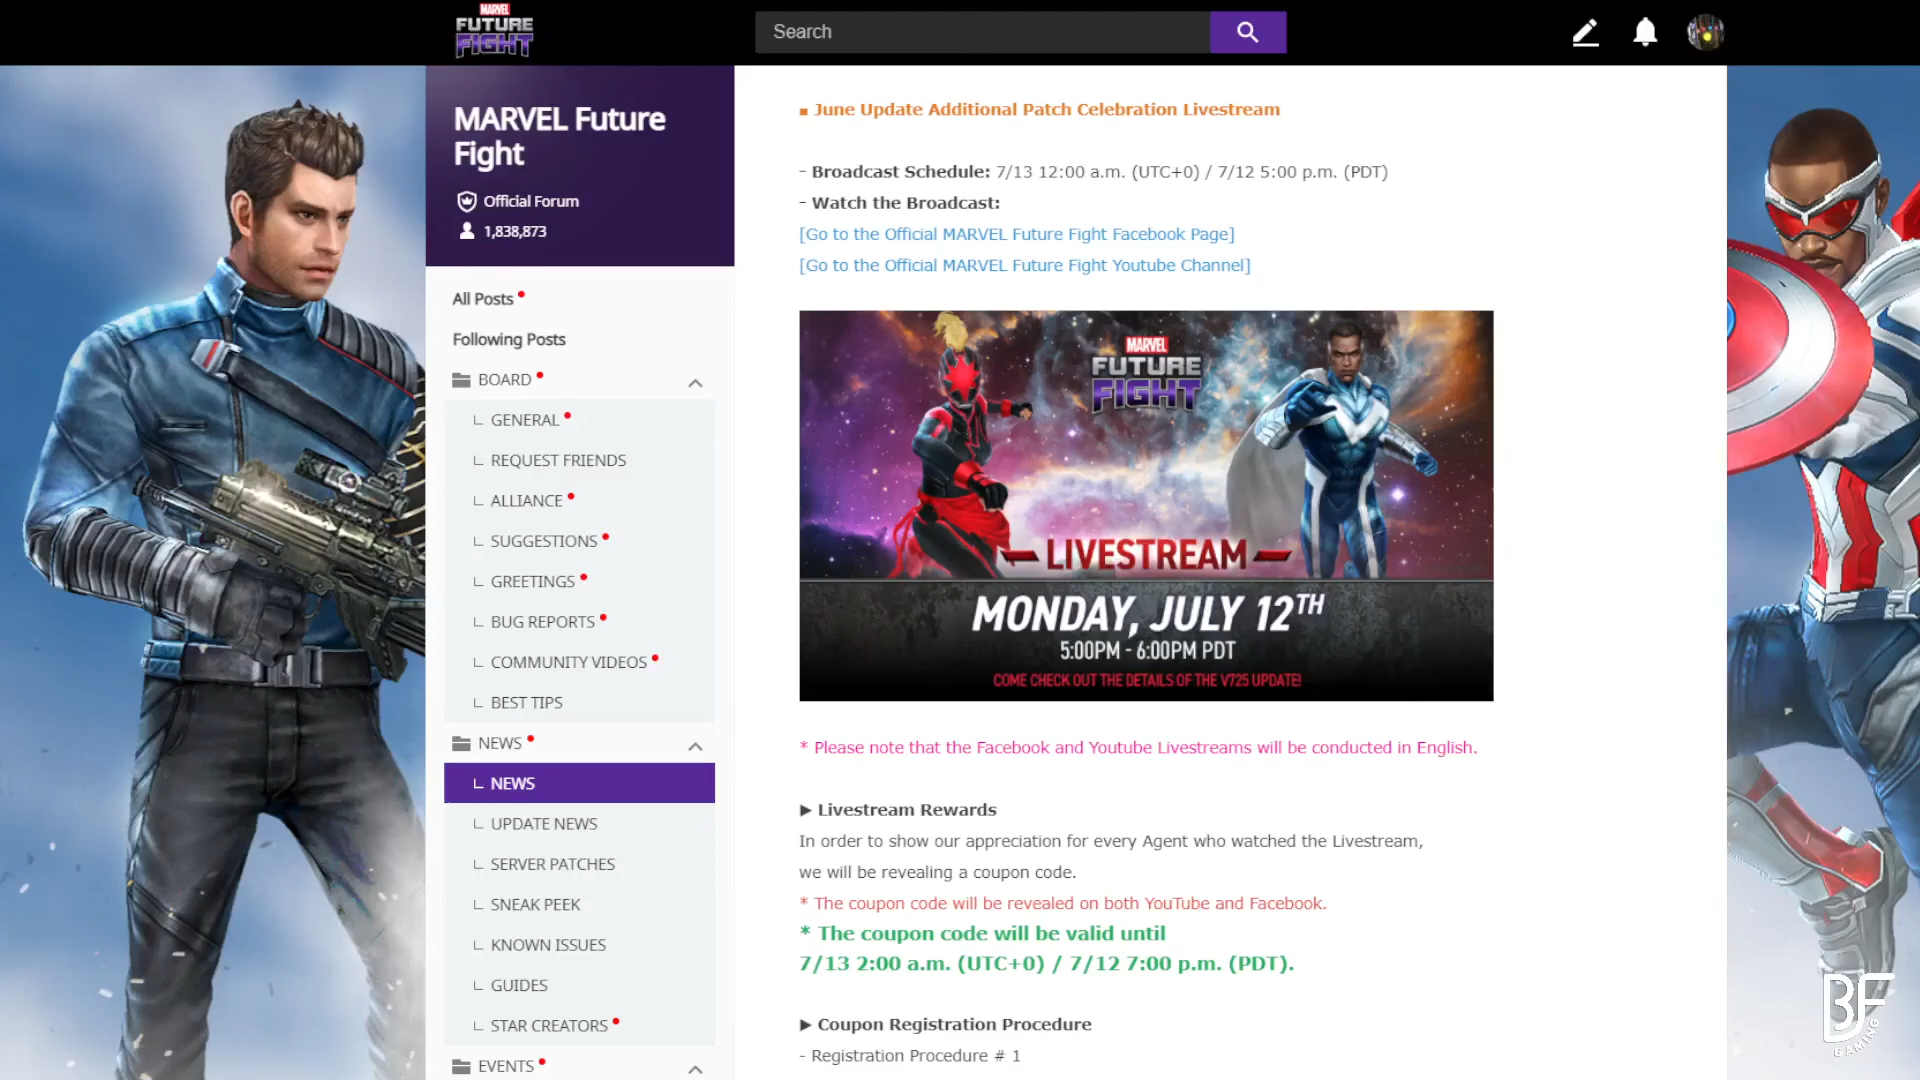 MARVEL
FUTURE
FIGHT
Search
MARVEL Future
Fight
Official Forum
1,838,873
All Posts
Following Posts
BOARD
GENERAL
REQUEST FRIENDS
ALLIANCE
SUGGESTIONS
GREETINGS
BUG REPORTS
COMMUNITY VIDEOS
BEST TIPS
NEWS
NEWS
UPDATE NEWS
SERVER PATCHES
SNEAK PEEK
KNOWN ISSUES
GUIDES
STAR CREATORS
EVENTS
■ June Update Additional Patch Celebration Livestream
- Broadcast Schedule: 7/13 12:00 a.m. (UTC+0) / 7/12 5:00 p.m. (PDT)
- Watch the Broadcast:
[Go to the Official MARVEL Future Fight Facebook Page]
[Go to the Official MARVEL Future Fight Youtube Channel]
MARVEL
FUTURE
FIGHT
LIVESTREAM
MONDAY, JULY 12TH
5:00PM - 6:00PM PDT
COME CHECK OUT THE DETAILS OF THE V725 UPDATE!
* Please note that the Facebook and Youtube Livestreams will be conducted in English.
▶ Livestream Rewards
In order to show our appreciation for every Agent who watched the Livestream,
we will be revealing a coupon code.
* The coupon code will be revealed on both YouTube and Facebook.
* The coupon code will be valid until
7/13 2:00 a.m. (UTC+0) / 7/12 7:00 p.m. (PDT).
▶ Coupon Registration Procedure
- Registration Procedure # 1
BF
GAMING